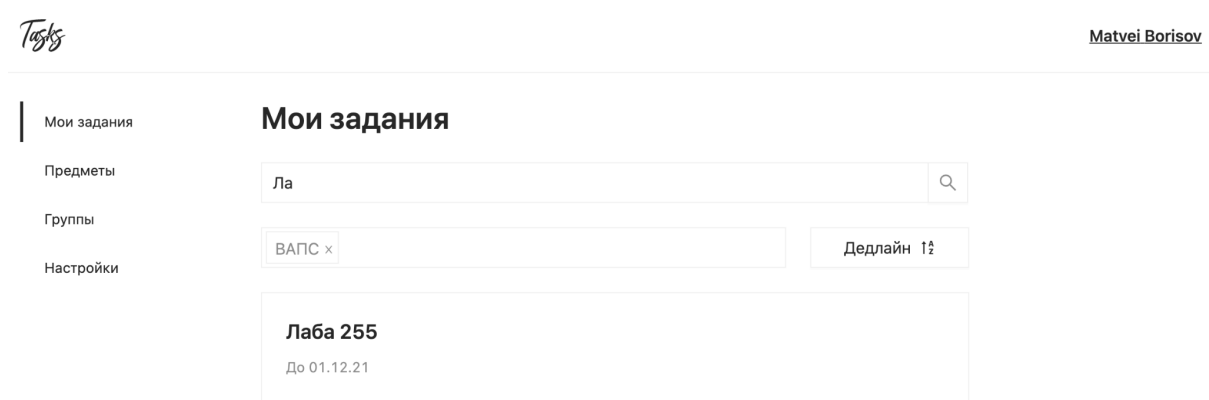 Tasks
Matvei Borisov
Мои задания
Предметы
Группы
Настройки
Мои задания
Ла
ВАПС x
Дедлайн
Лаба 255
До 01.12.21